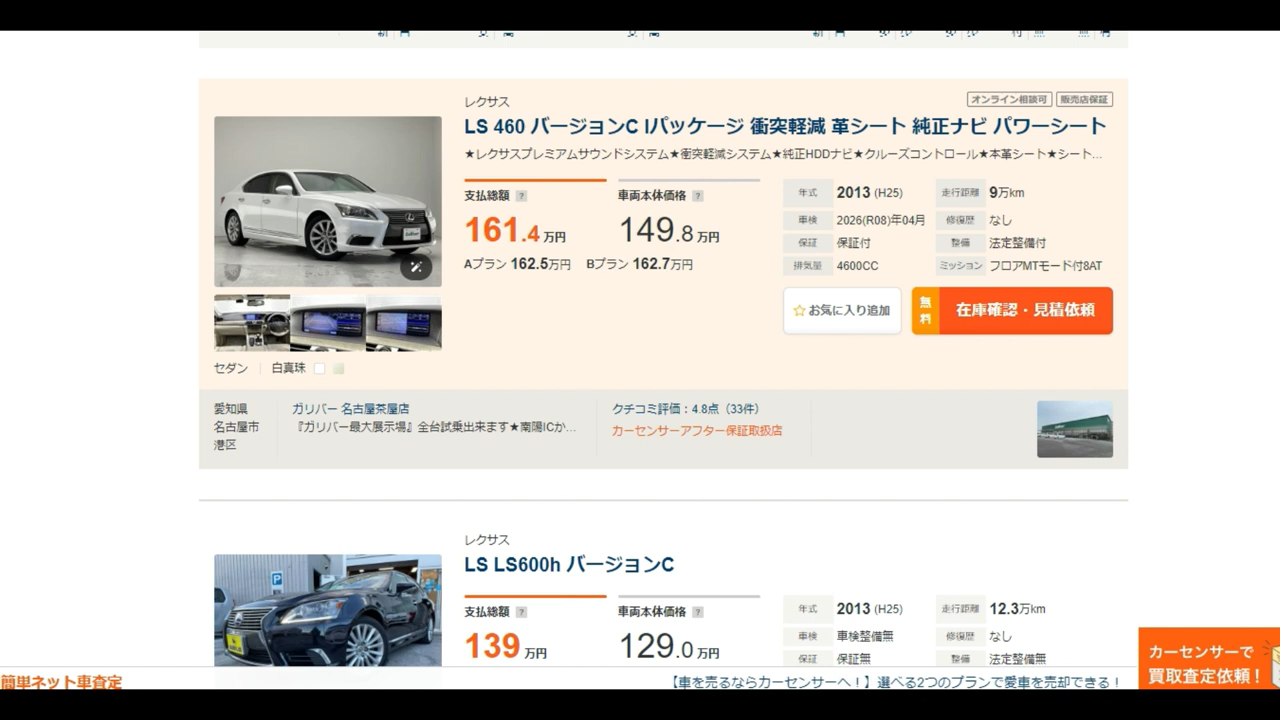 レクサス
オンライン相談可 販売店保証
LS 460 バージョンC Iパッケージ 衝突軽減 革シート 純正ナビ パワーシート
★レクサスプレミアムサウンドシステム★衝突軽減システム★純正HDDナビ★クルーズコントロール★本革シート★シート...
支払総額 ? 車両本体価格 ?
161.4 万円 149.8 万円
Aプラン 162.5万円 Bプラン 162.7万円
年式 2013 (H25) 走行距離 9万km
車検 2026(R08)年04月 修復歴 なし
保証 保証付 整備 法定整備付
排気量 4600CC ミッション フロアMTモード付8AT
お気に入り追加 無料 在庫確認・見積依頼
セダン 白真珠
愛知県
名古屋市
港区
ガリバー 名古屋茶屋店
『ガリバー最大展示場』全台試乗出来ます★南陽ICか...
クチコミ評価：4.8点（33件）
カーセンサーアフター保証取扱店
レクサス
LS LS600h バージョンC
支払総額 ? 車両本体価格 ?
139 万円 129.0 万円
年式 2013 (H25) 走行距離 12.3万km
車検 車検整備無 修復歴 なし
保証 保証無 整備 法定整備無
P
カーセンサーで
買取査定依頼！
簡単ネット車査定
【車を売るならカーセンサーへ！】選べる2つのプランで愛車を売却できる！